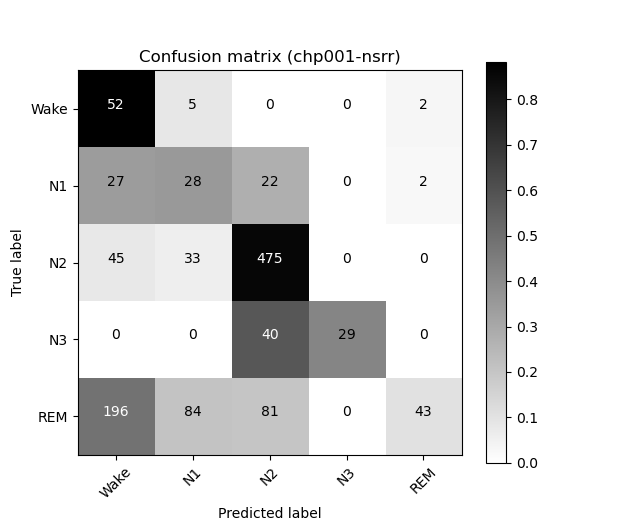 Confusion matrix (chp001-nsrr)
Wake 52 5 0 0 2
N1 27 28 22 0 2
N2 45 33 475 0 0
N3 0 0 40 29 0
REM 196 84 81 0 43
True label
Wake N1 N2 N3 REM
Predicted label
0.8
0.7
0.6
0.5
0.4
0.3
0.2
0.1
0.0